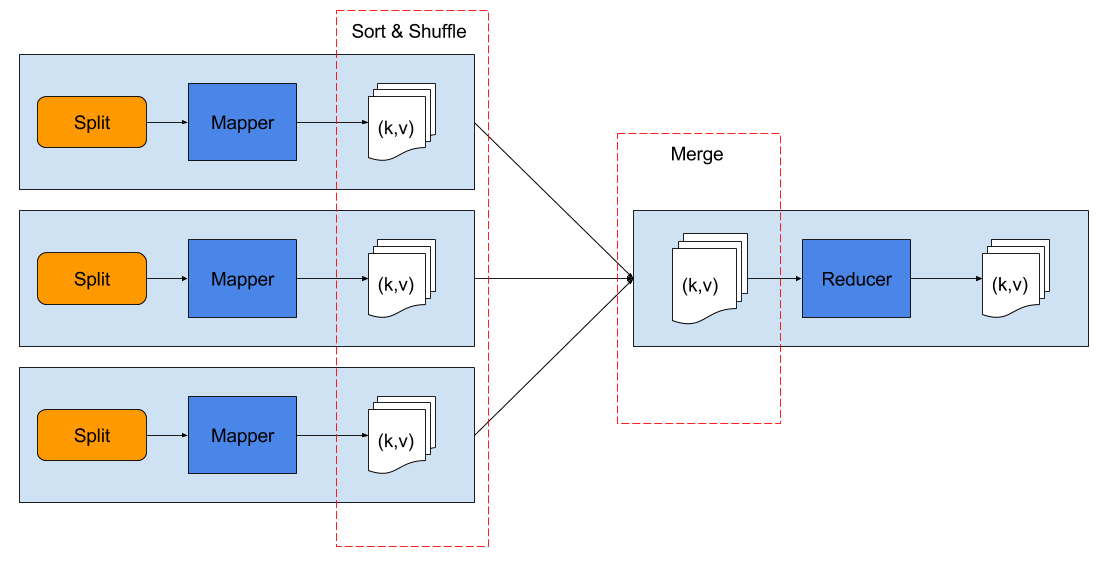 Sort & Shuffle
Split
Mapper
(k,v)
Merge
Split
Mapper
(k,v)
(k,v)
Reducer
(k,v)
Split
Mapper
(k,v)